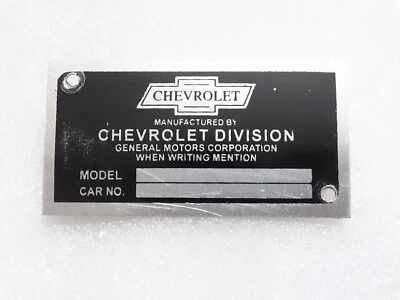 CHEVROLET
MANUFACTURED BY
CHEVROLET DIVISION
GENERAL MOTORS CORPORATION
WHEN WRITING MENTION
MODEL
CAR NO.